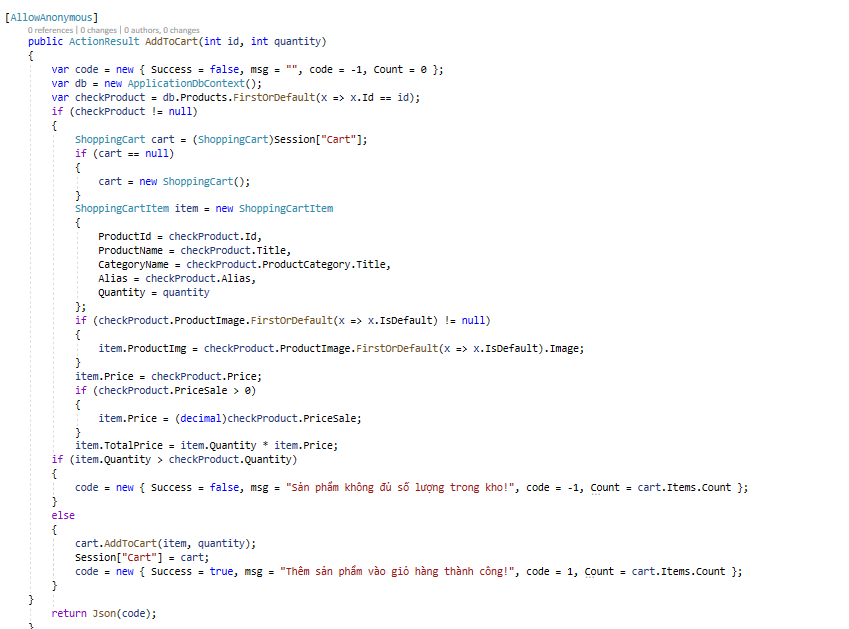 [AllowAnonymous]
0 references | 0 changes | 0 authors, 0 changes
public ActionResult AddToCart(int id, int quantity)
{
var code = new { Success = false, msg = "", code = -1, Count = 0 };
var db = new ApplicationDbContext();
var checkProduct = db.Products.FirstOrDefault(x => x.Id == id);
if (checkProduct != null)
{
ShoppingCart cart = (ShoppingCart)Session["Cart"];
if (cart == null)
{
cart = new ShoppingCart();
}
ShoppingCartItem item = new ShoppingCartItem
{
ProductId = checkProduct.Id,
ProductName = checkProduct.Title,
CategoryName = checkProduct.ProductCategory.Title,
Alias = checkProduct.Alias,
Quantity = quantity
};
if (checkProduct.ProductImage.FirstOrDefault(x => x.IsDefault) != null)
{
item.ProductImg = checkProduct.ProductImage.FirstOrDefault(x => x.IsDefault).Image;
}
item.Price = checkProduct.Price;
if (checkProduct.PriceSale > 0)
{
item.Price = (decimal)checkProduct.PriceSale;
}
item.TotalPrice = item.Quantity * item.Price;
if (item.Quantity > checkProduct.Quantity)
{
code = new { Success = false, msg = "Sản phẩm không đủ số lượng trong kho!", code = -1, Count = cart.Items.Count };
}
else
{
cart.AddToCart(item, quantity);
Session["Cart"] = cart;
code = new { Success = true, msg = "Thêm sản phẩm vào giỏ hàng thành công!", code = 1, Count = cart.Items.Count };
}
}
return Json(code);
}